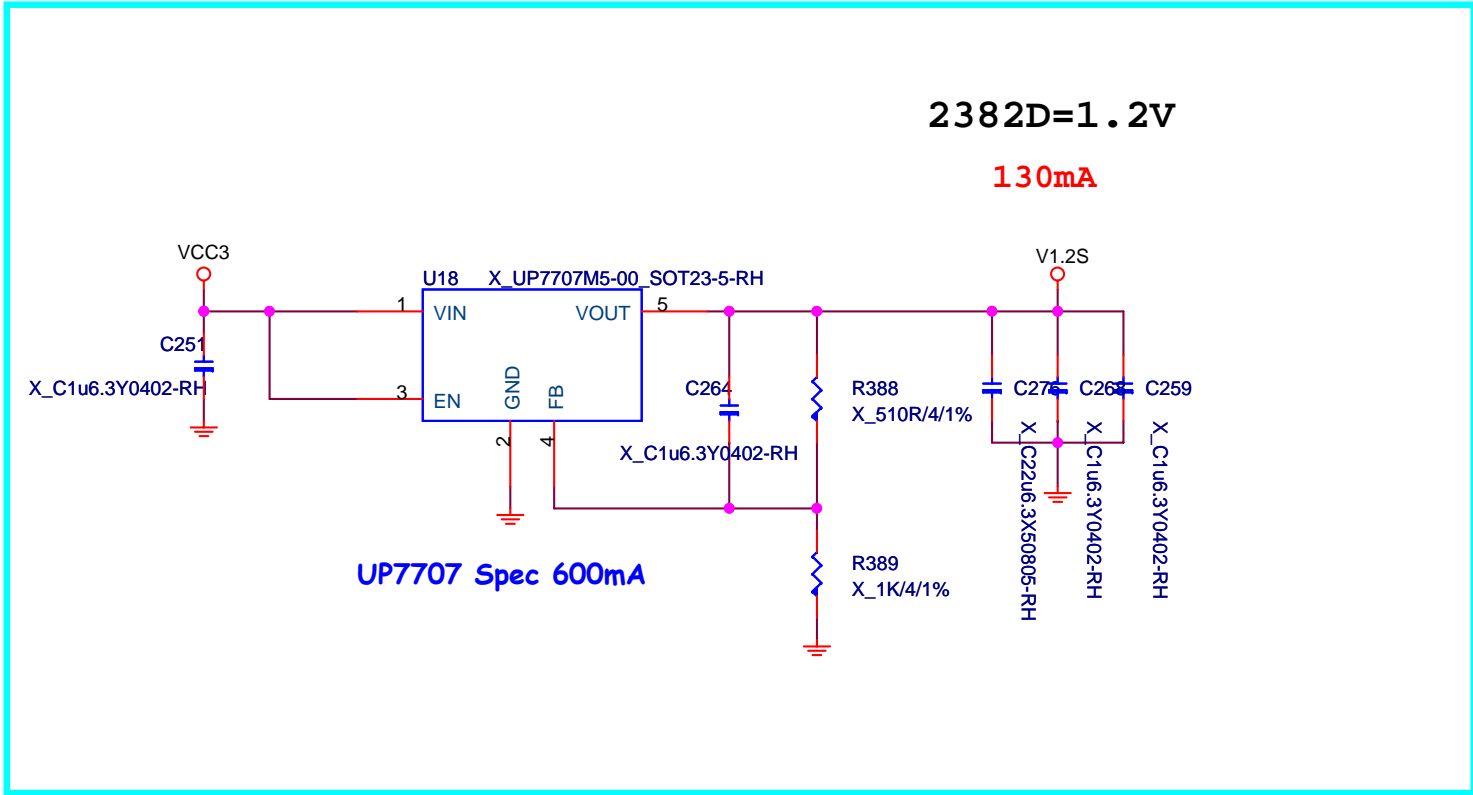 2382D=1.2V
130mA
VCC3
V1.2S
U18 X_UP7707M5-00_SOT23-5-RH
1 VIN VOUT 5
C251
X_C1u6.3Y0402-RH
3 EN
GND
FB
2
4
C264
X_C1u6.3Y0402-RH
R388
X_510R/4/1%
C276
X_C22u6.3X50805-RH
C268
X_C1u6.3Y0402-RH
C259
X_C1u6.3Y0402-RH
UP7707 Spec 600mA
R389
X_1K/4/1%